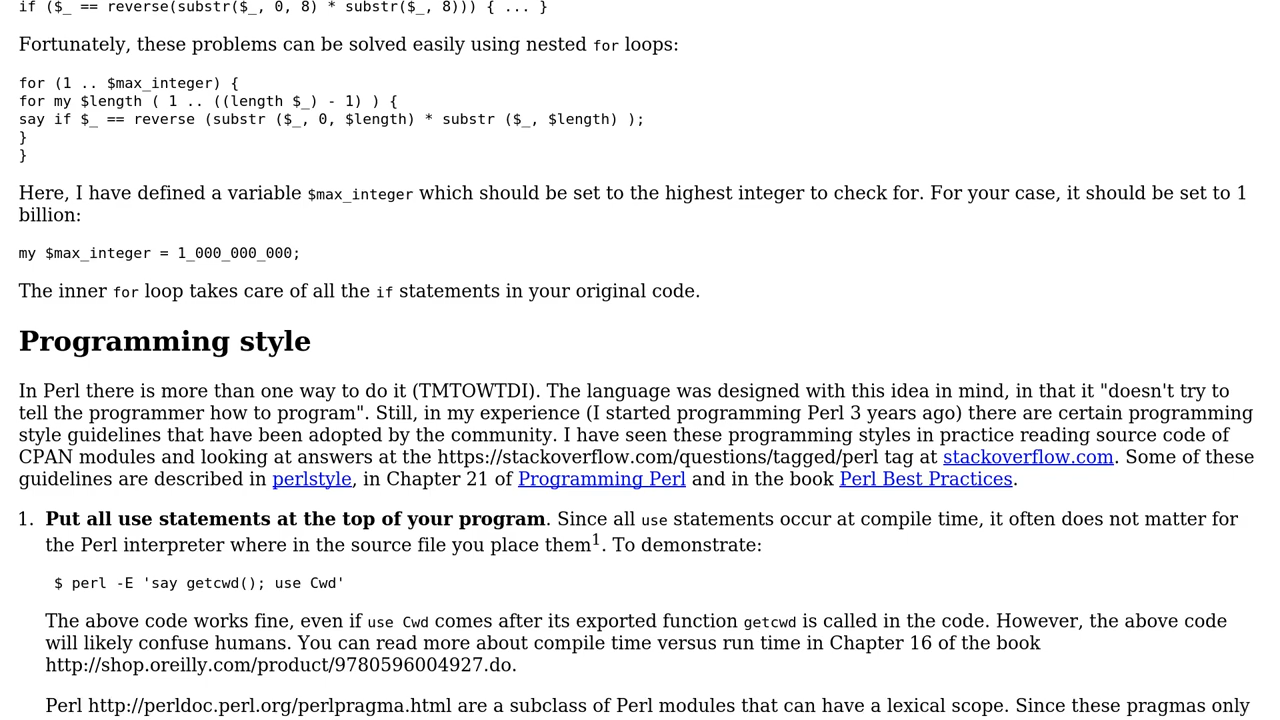 if ($_ == reverse(substr($_, 0, 8) * substr($_, 8))) { ... }
Fortunately, these problems can be solved easily using nested for loops:
for (1 .. $max_integer) {
for my $length ( 1 .. ((length $_) - 1) ) {
say if $_ == reverse (substr ($_, 0, $length) * substr ($_, $length) );
}
}
Here, I have defined a variable $max_integer which should be set to the highest integer to check for. For your case, it should be set to 1
billion:
my $max_integer = 1_000_000_000;
The inner for loop takes care of all the if statements in your original code.
Programming style
In Perl there is more than one way to do it (TMTOWTDI). The language was designed with this idea in mind, in that it "doesn't try to
tell the programmer how to program". Still, in my experience (I started programming Perl 3 years ago) there are certain programming
style guidelines that have been adopted by the community. I have seen these programming styles in practice reading source code of
CPAN modules and looking at answers at the https://stackoverflow.com/questions/tagged/perl tag at stackoverflow.com. Some of these
guidelines are described in perlstyle, in Chapter 21 of Programming Perl and in the book Perl Best Practices.
1. Put all use statements at the top of your program. Since all use statements occur at compile time, it often does not matter for
the Perl interpreter where in the source file you place them1. To demonstrate:
$ perl -E 'say getcwd(); use Cwd'
The above code works fine, even if use Cwd comes after its exported function getcwd is called in the code. However, the above code
will likely confuse humans. You can read more about compile time versus run time in Chapter 16 of the book
http://shop.oreilly.com/product/9780596004927.do.
Perl http://perldoc.perl.org/perlpragma.html are a subclass of Perl modules that can have a lexical scope. Since these pragmas only